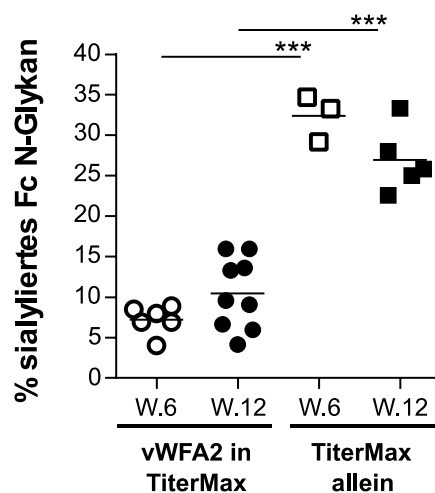 ***
***
% sialyliertes Fc N-Glykan
40
35
30
25
20
15
10
5
0
W.6 W.12 W.6 W.12
vWFA2 in TiterMax
TiterMax allein